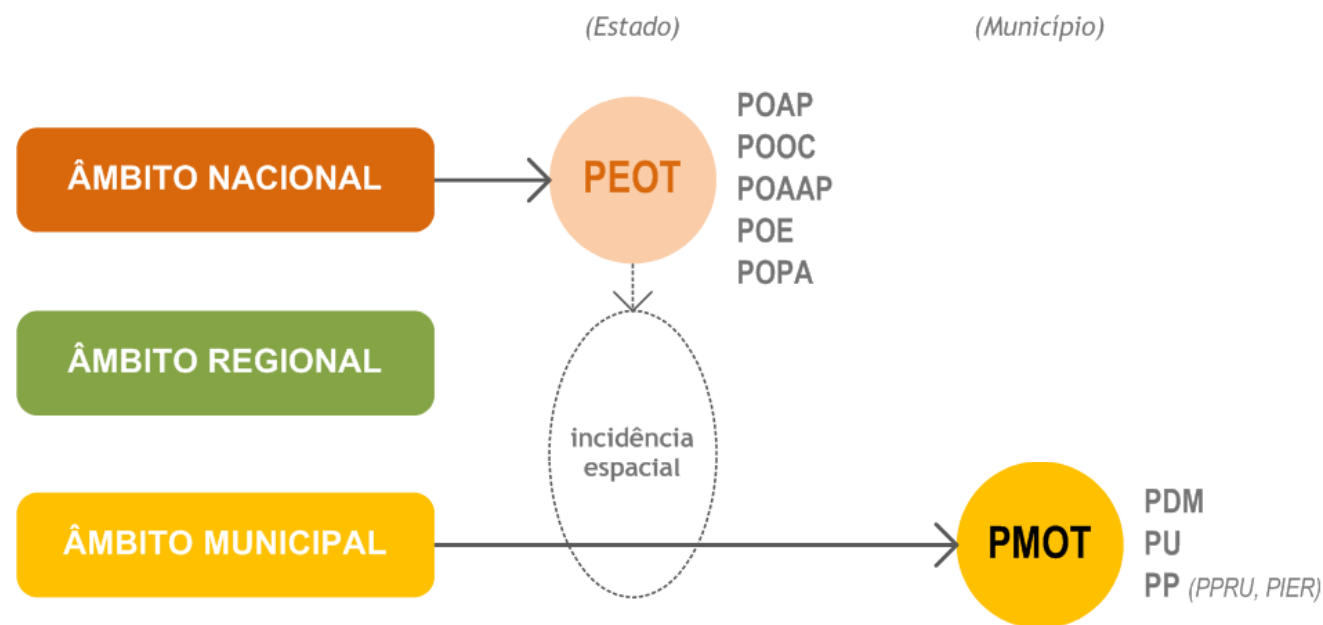 (Estado)
(Município)
ÂMBITO NACIONAL
PEOT
POAP
POOC
POAAP
POE
POPA
ÂMBITO REGIONAL
incidência
espacial
ÂMBITO MUNICIPAL
PMOT
PDM
PU
PP (PPRU, PIER)